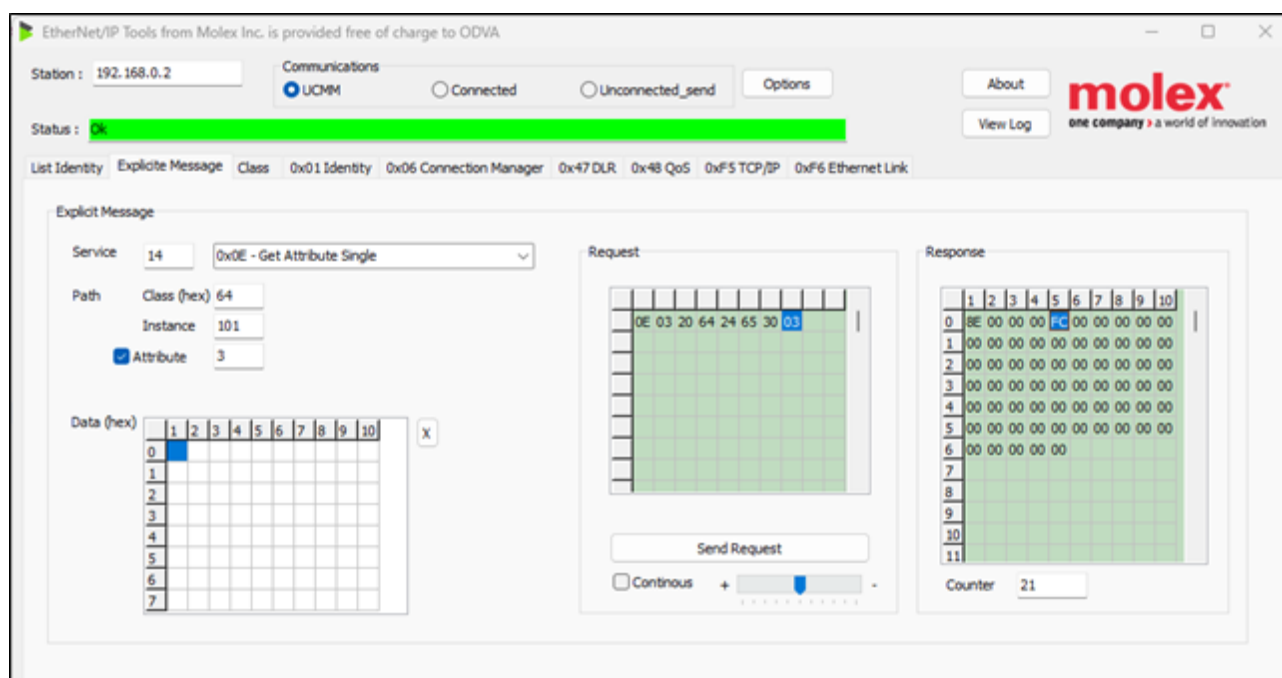 EtherNet/IP Tools from Molex Inc. is provided free of charge to ODVA
Station : 192.168.0.2
Communications
UCMM Connected Unconnected_send
Options
About
View Log
molex
one company › a world of innovation
Status : Ok
List Identity Explicite Message Class 0x01 Identity 0x06 Connection Manager 0x47 DLR 0x48 QoS 0xF5 TCP/IP 0xF6 Ethernet Link
Explicit Message
Service 14 0x0E - Get Attribute Single
Path Class (hex) 64
Instance 101
Attribute 3
Data (hex)
1 2 3 4 5 6 7 8 9 10
0
1
2
3
4
5
6
7
X
Request
0E 03 20 64 24 65 30 03
Send Request
Continous + -
Response
1 2 3 4 5 6 7 8 9 10
0 8E 00 00 00 FC 00 00 00 00 00
1 00 00 00 00 00 00 00 00 00 00
2 00 00 00 00 00 00 00 00 00 00
3 00 00 00 00 00 00 00 00 00 00
4 00 00 00 00 00 00 00 00 00 00
5 00 00 00 00 00 00 00 00 00 00
6 00 00 00 00 00
7
8
9
10
11
Counter 21